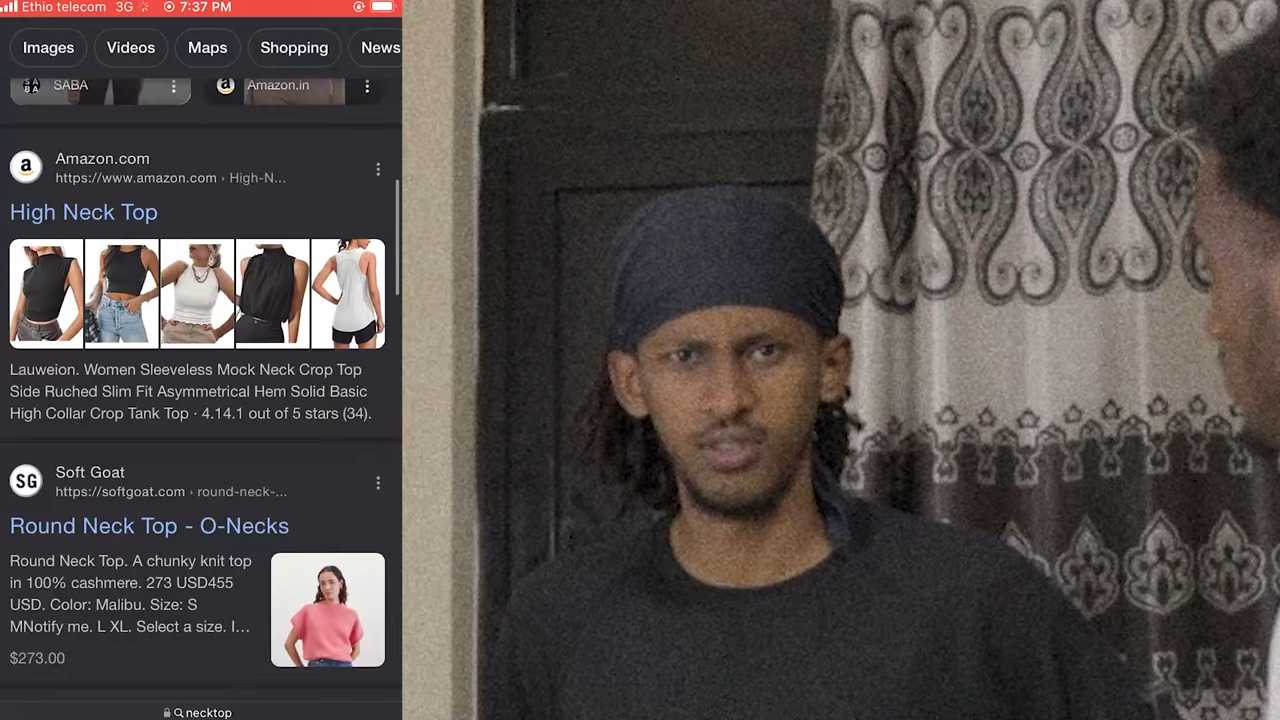 Ethio telecom 3G 7:37 PM
Images Videos Maps Shopping News
SABA Amazon.in
Amazon.com
https://www.amazon.com › High-N...
High Neck Top
Lauweion. Women Sleeveless Mock Neck Crop Top
Side Ruched Slim Fit Asymmetrical Hem Solid Basic
High Collar Crop Tank Top · 4.14.1 out of 5 stars (34).
SG
Soft Goat
https://softgoat.com › round-neck-...
Round Neck Top - O-Necks
Round Neck Top. A chunky knit top
in 100% cashmere. 273 USD455
USD. Color: Malibu. Size: S
MNotify me. L XL. Select a size. I...
$273.00
necktop